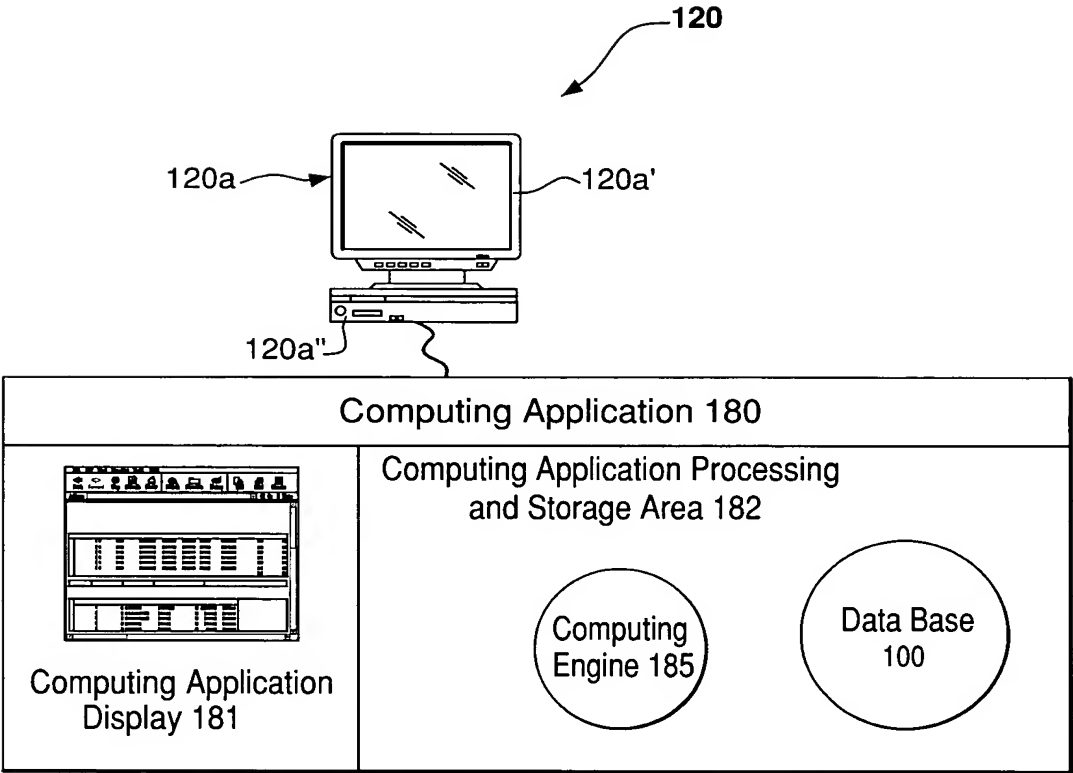 120
120a
120a'
120a"
Computing Application 180
Computing Application Processing
and Storage Area 182
Computing
Engine 185
Data Base
100
Computing Application
Display 181